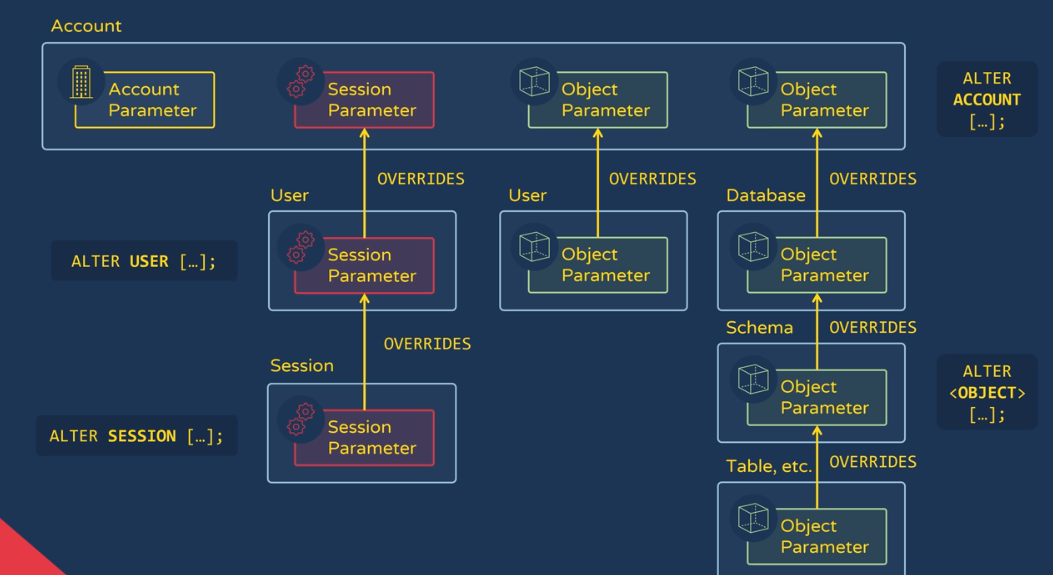 Account
Account
Parameter
Session
Parameter
Object
Parameter
Object
Parameter
ALTER
ACCOUNT
[…];
OVERRIDES
OVERRIDES
OVERRIDES
User
User
Database
ALTER USER […];
Session
Parameter
Object
Parameter
Object
Parameter
OVERRIDES
Schema
OVERRIDES
Session
Object
Parameter
ALTER
<OBJECT>
[…];
ALTER SESSION […];
Session
Parameter
Table, etc.
OVERRIDES
Object
Parameter